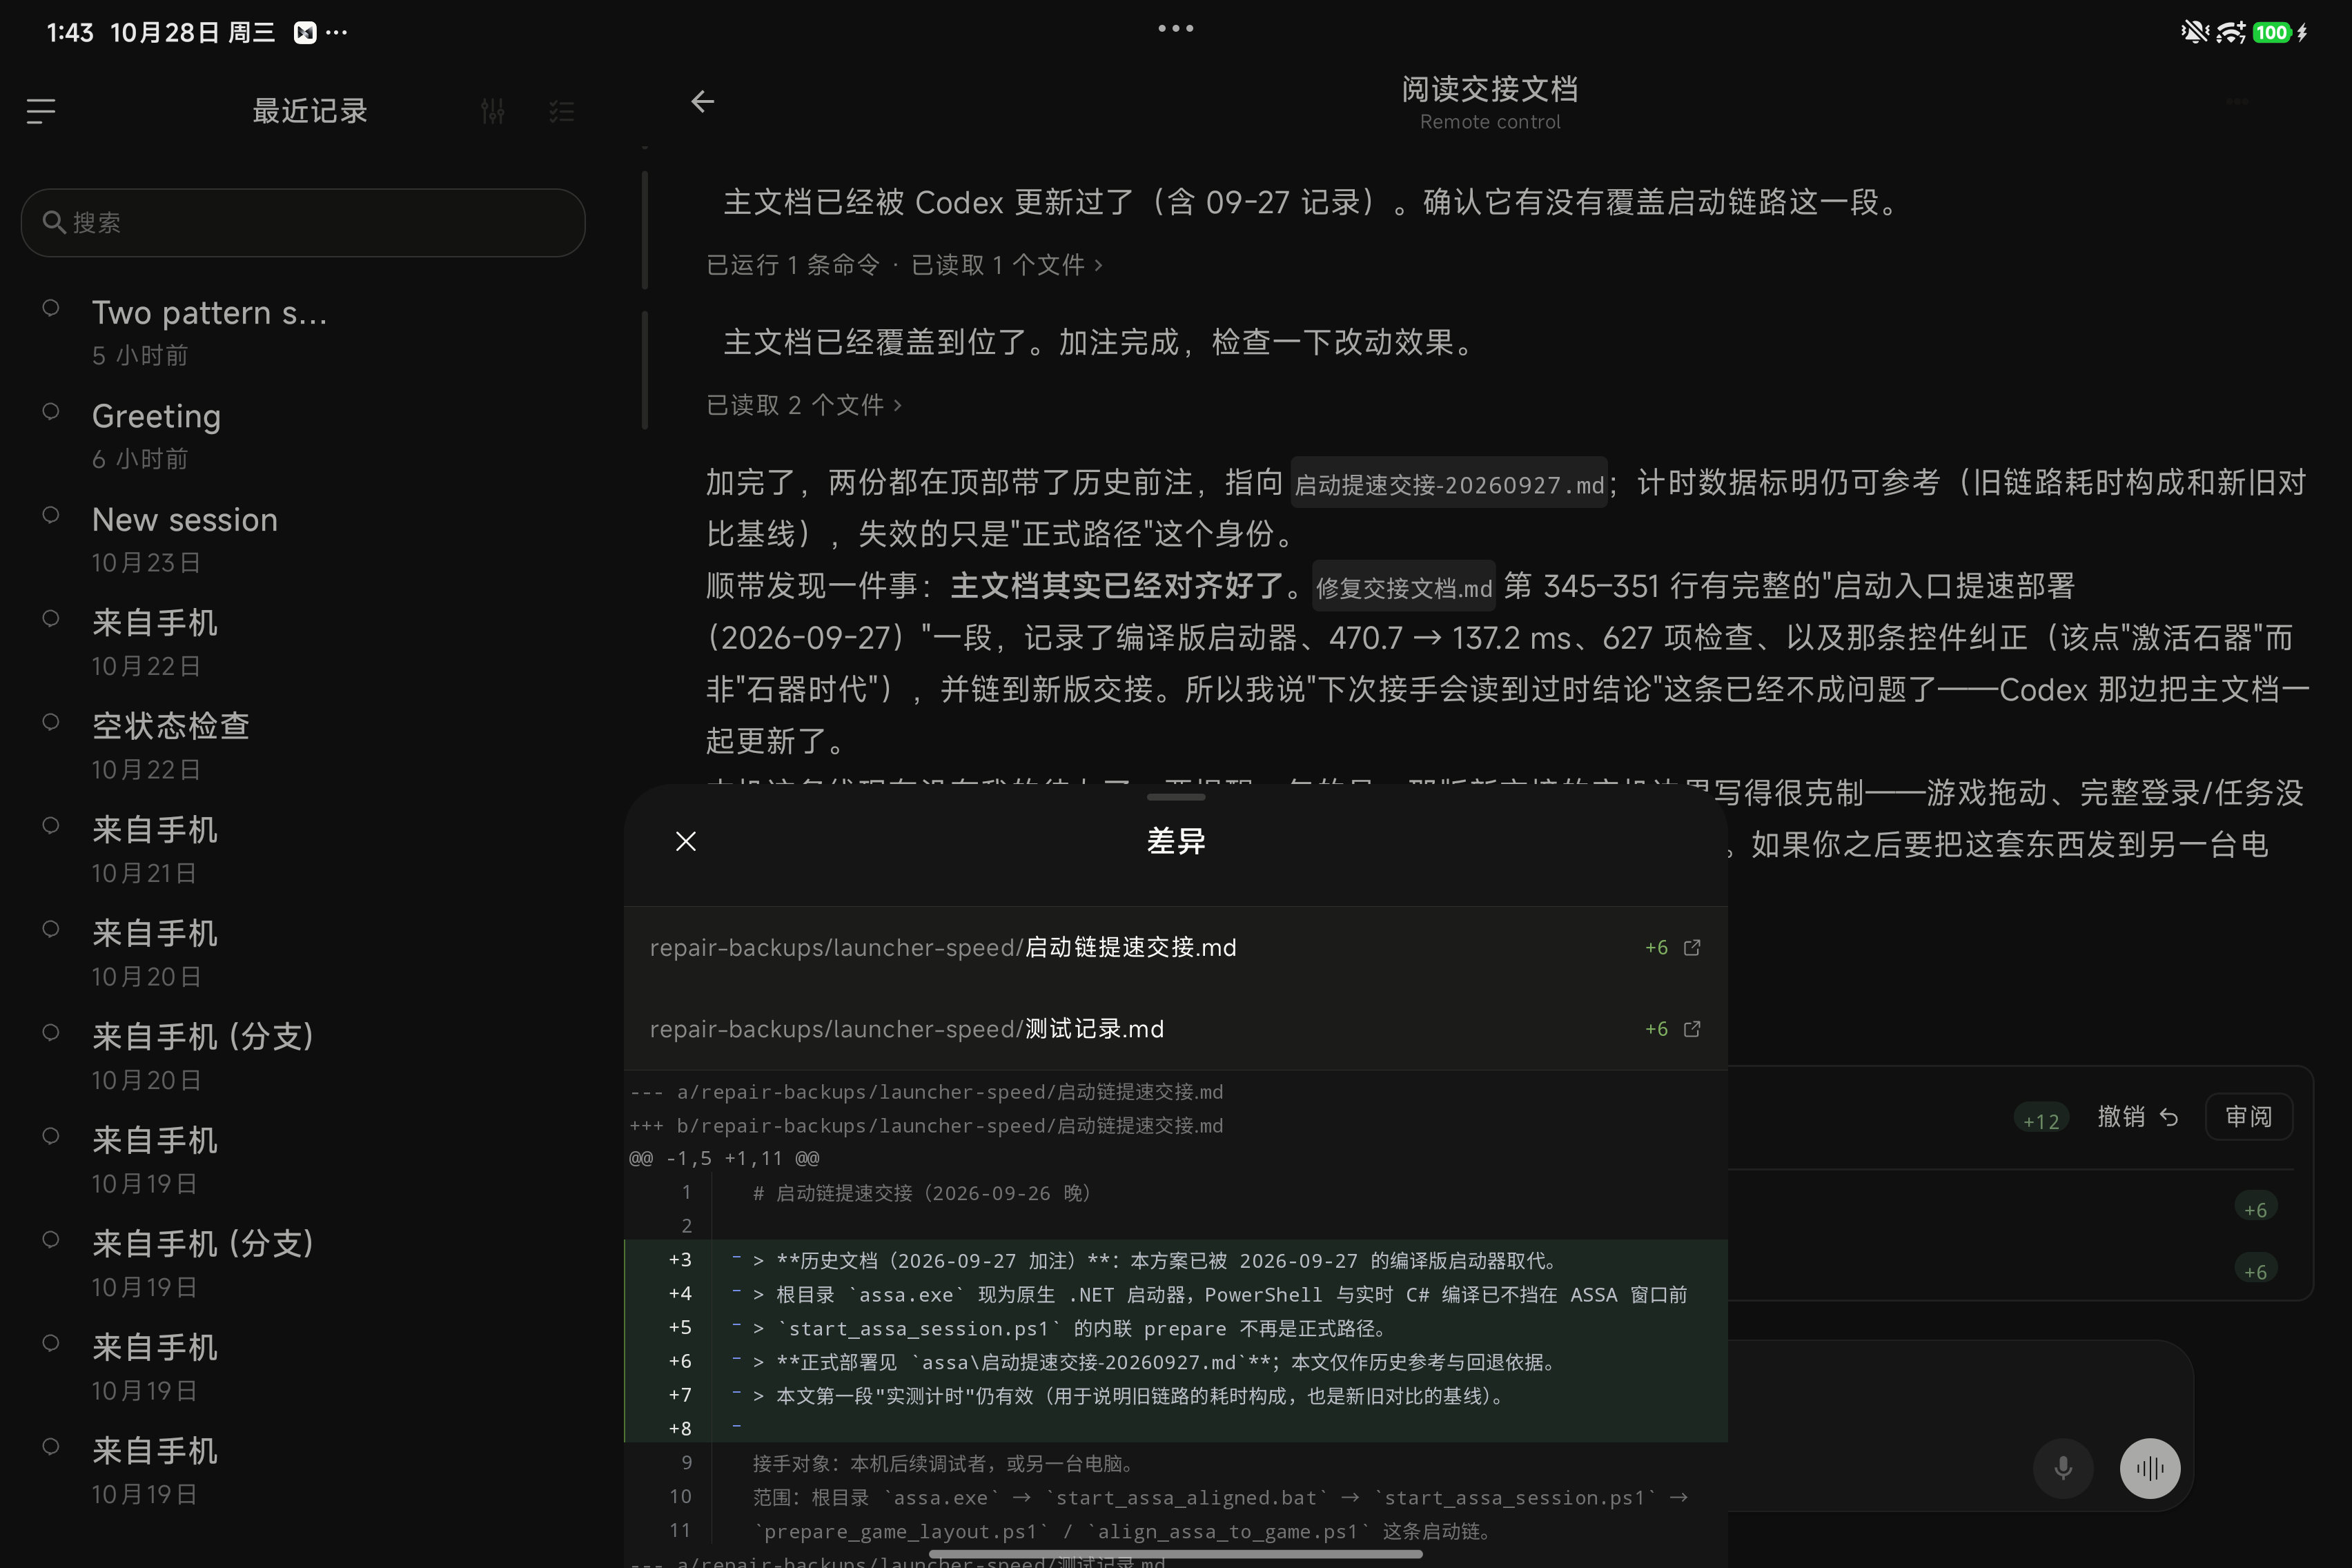 1:43 10月28日 周三 ···
100
最近记录
搜索
Two pattern s...
5 小时前
Greeting
6 小时前
New session
10月23日
来自手机
10月22日
空状态检查
10月22日
来自手机
10月21日
来自手机
10月20日
来自手机 (分支)
10月20日
来自手机
10月19日
来自手机 (分支)
10月19日
来自手机
10月19日
来自手机
10月19日
阅读交接文档
Remote control
主文档已经被 Codex 更新过了（含 09-27 记录）。确认它有没有覆盖启动链路这一段。
已运行 1 条命令 · 已读取 1 个文件 >
主文档已经覆盖到位了。加注完成，检查一下改动效果。
已读取 2 个文件 >
加完了，两份都在顶部带了历史前注，指向 启动提速交接-20260927.md；计时数据标明仍可参考（旧链路耗时构成和新旧对
比基线），失效的只是"正式路径"这个身份。
顺带发现一件事：主文档其实已经对齐好了。修复交接文档.md 第 345–351 行有完整的"启动入口提速部署
（2026-09-27）"一段，记录了编译版启动器、470.7 → 137.2 ms、627 项检查、以及那条控件纠正（该点"激活石器"而
非"石器时代"），并链到新版交接。所以我说"下次接手会读到过时结论"这条已经不成问题了——Codex 那边把主文档一
起更新了。
写得很克制——游戏拖动、完整登录/任务没
。如果你之后要把这套东西发到另一台电
+12 撤销 审阅
+6
+6
差异
repair-backups/launcher-speed/启动链提速交接.md +6
repair-backups/launcher-speed/测试记录.md +6
--- a/repair-backups/launcher-speed/启动链提速交接.md
+++ b/repair-backups/launcher-speed/启动链提速交接.md
@@ -1,5 +1,11 @@
1 # 启动链提速交接（2026-09-26 晚）
2
+3 - > **历史文档（2026-09-27 加注）**：本方案已被 2026-09-27 的编译版启动器取代。
+4 - > 根目录 `assa.exe` 现为原生 .NET 启动器，PowerShell 与实时 C# 编译已不挡在 ASSA 窗口前
+5 - > `start_assa_session.ps1` 的内联 prepare 不再是正式路径。
+6 - > **正式部署见 `assa\启动提速交接-20260927.md`**；本文仅作历史参考与回退依据。
+7 - > 本文第一段"实测计时"仍有效（用于说明旧链路的耗时构成，也是新旧对比的基线）。
+8 -
9 接手对象：本机后续调试者，或另一台电脑。
10 范围：根目录 `assa.exe` → `start_assa_aligned.bat` → `start_assa_session.ps1` →
11 `prepare_game_layout.ps1` / `align_assa_to_game.ps1` 这条启动链。
--- a/repair-backups/launcher-speed/测试记录.md